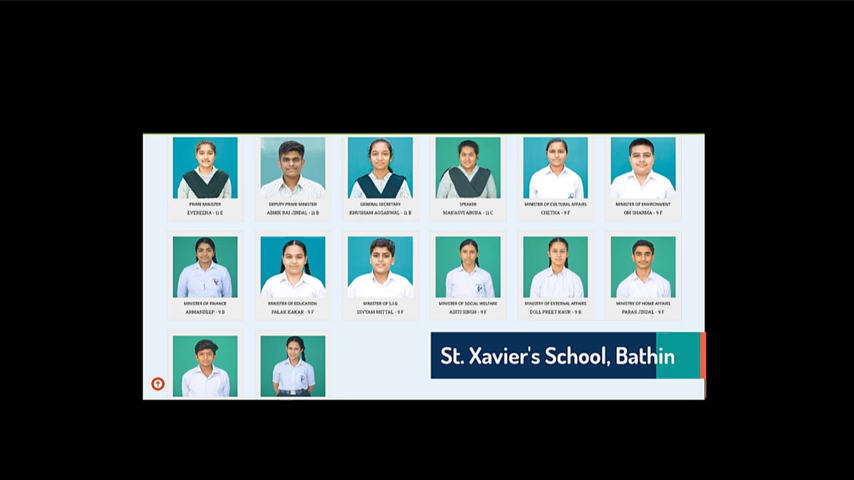 PRIME MINISTER
EVEREERA - 11 E
DEPUTY PRIME MINISTER
ABHIK RAJ JINDAL - 11 B
GENERAL SECRETARY
KHUSHAM AGGARWAL - 11 B
SPEAKER
MANASVI ARORA - 11 C
MINISTER OF CULTURAL AFFAIRS
CHETNA - 9 F
MINISTER OF ENVIRONMENT
OM SHARMA - 9 F
MINISTER OF FINANCE
ARMANDEEP - 9 D
MINISTER OF EDUCATION
PALAK KAKAR - 9 F
MINISTER OF S.I.G
DIVYAM MITTAL - 9 F
MINISTER OF SOCIAL WELFARE
ADITI SINGH - 9 F
MINISTRY OF EXTERNAL AFFAIRS
DOLL PREET KAUR - 9 B
MINISTRY OF HOME AFFAIRS
PARAS JINDAL - 9 F
St. Xavier's School, Bathin